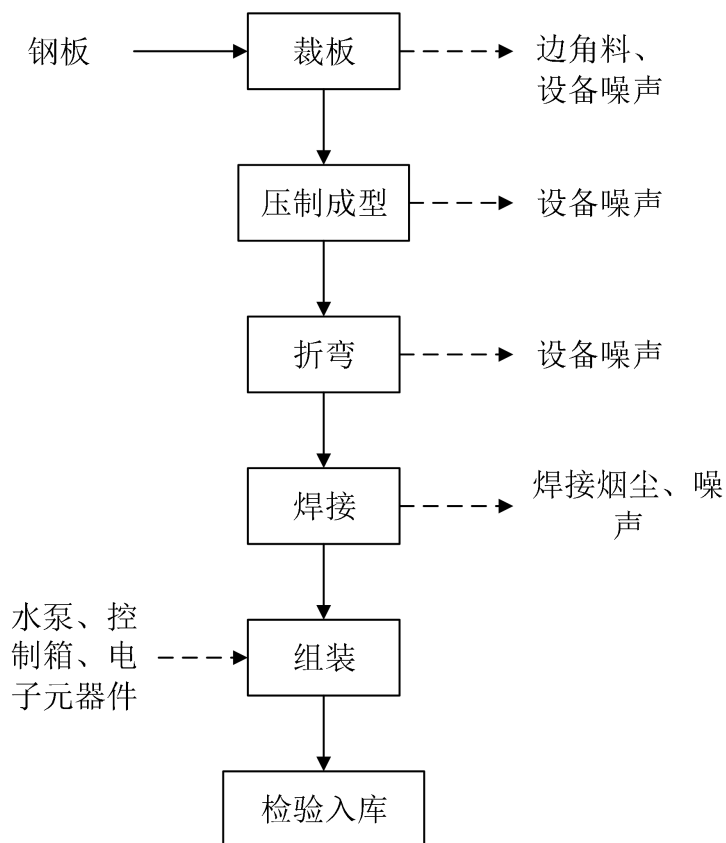 钢板
裁板
边角料、
设备噪声
压制成型
设备噪声
折弯
设备噪声
焊接
焊接烟尘、噪
声
水泵、控
制箱、电
子元器件
组装
检验入库